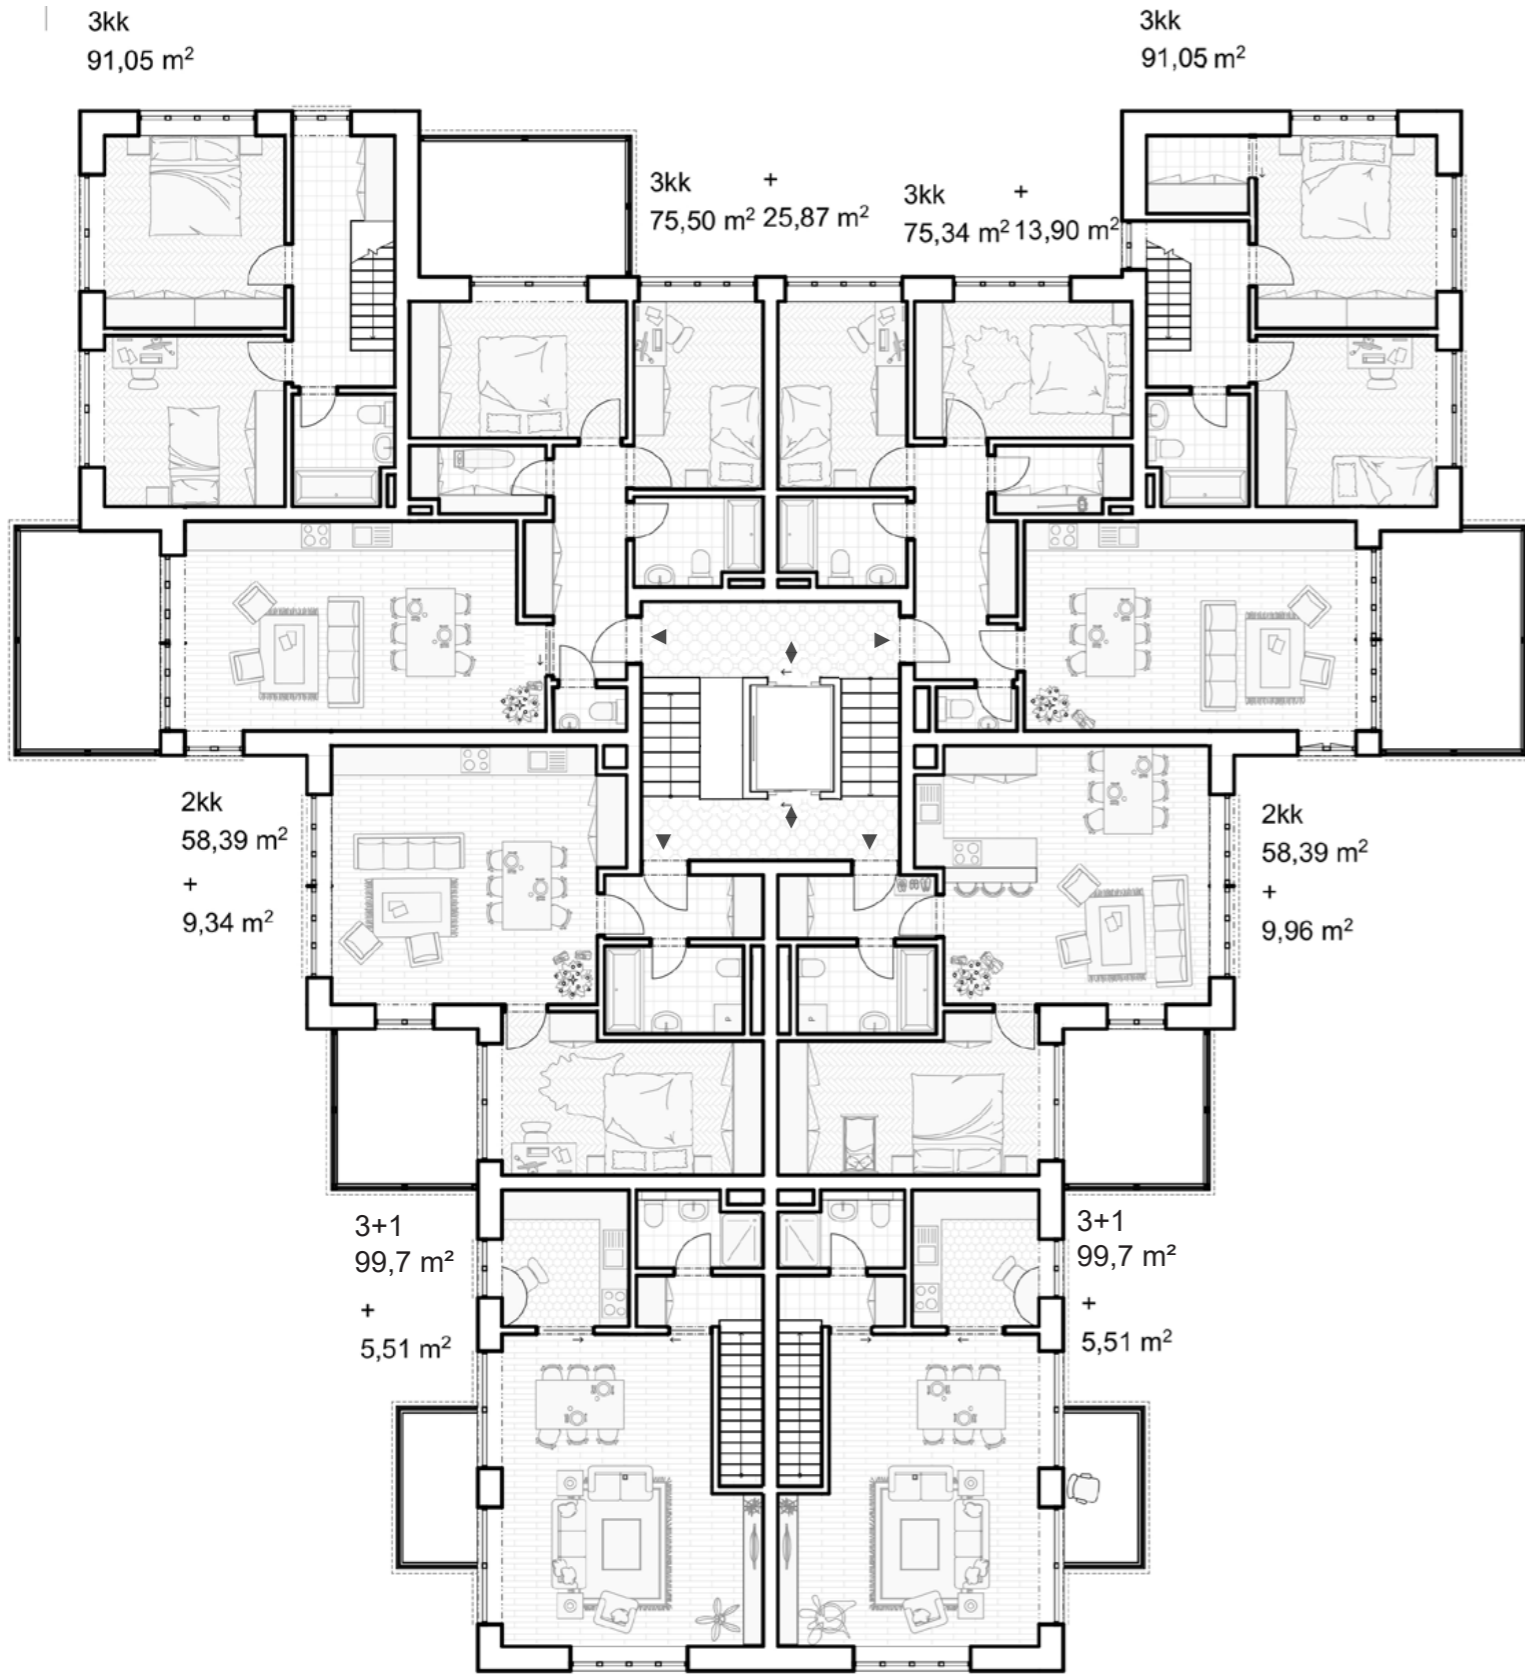 3kk
91,05 m²
3kk
91,05 m²
3kk +
75,50 m² 25,87 m²
3kk +
75,34 m² 13,90 m²
2kk
58,39 m²
+
9,34 m²
2kk
58,39 m²
+
9,96 m²
P
P
3+1
99,7 m²
+
5,51 m²
3+1
99,7 m²
+
5,51 m²